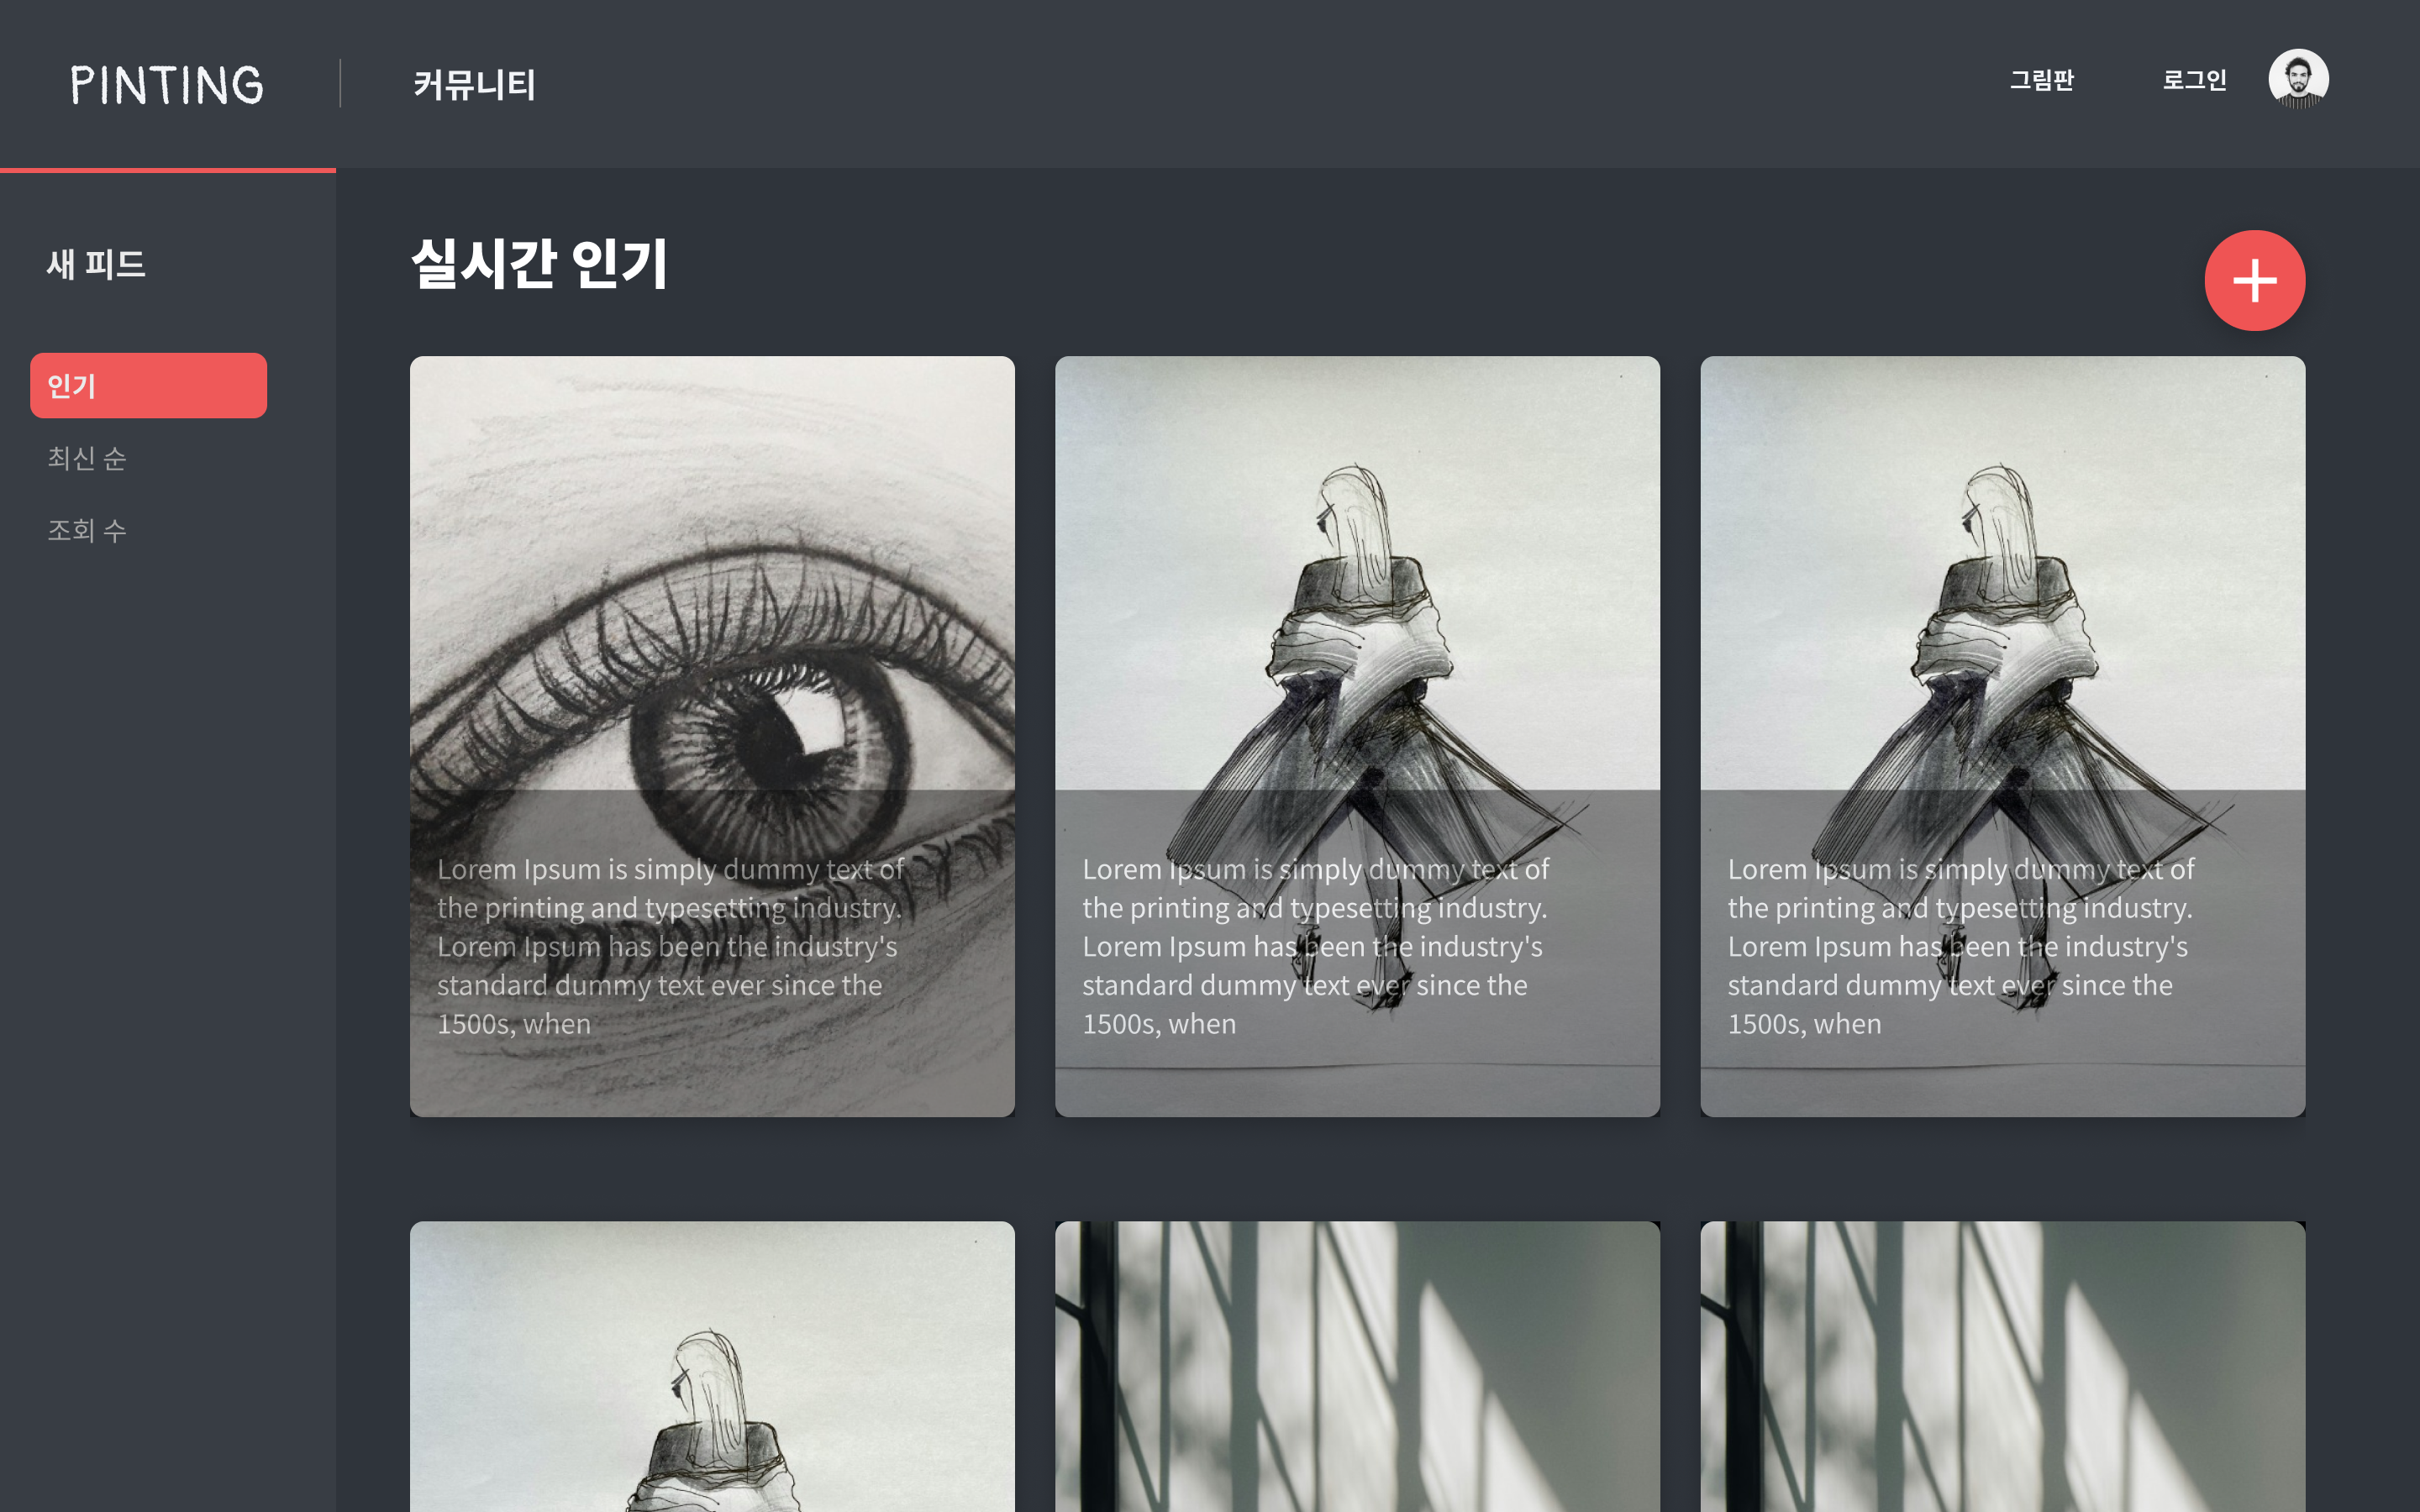 PINTING
커뮤니티
그림판
로그인
새 피드
인기
최신 순
조회 수
실시간 인기
Lorem Ipsum is simply dummy text of
the printing and typesetting industry.
Lorem Ipsum has been the industry's
standard dummy text ever since the
1500s, when
Lorem Ipsum is simply dummy text of
the printing and typesetting industry.
Lorem Ipsum has been the industry's
standard dummy text ever since the
1500s, when
Lorem Ipsum is simply dummy text of
the printing and typesetting industry.
Lorem Ipsum has been the industry's
standard dummy text ever since the
1500s, when